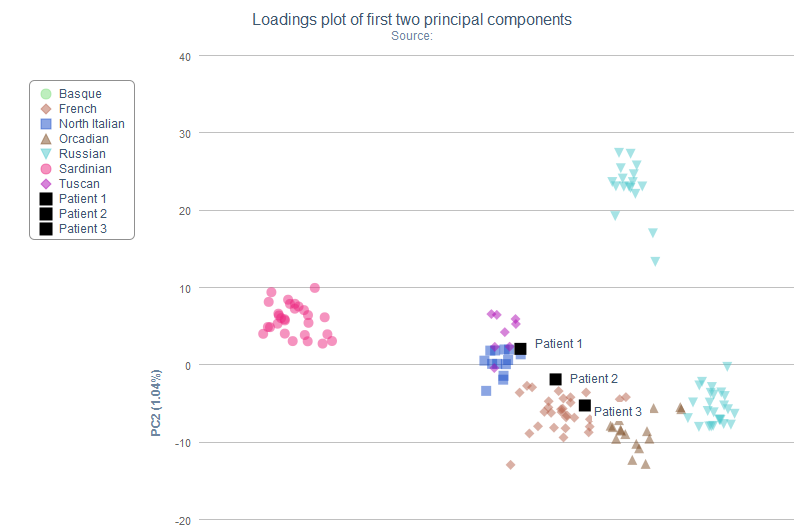 Loadings plot of first two principal components
Source:
Basque
French
North Italian
Orcadian
Russian
Sardinian
Tuscan
Patient 1
Patient 2
Patient 3
PC2 (1.04%)
40
30
20
10
0
-10
-20
Patient 1
Patient 2
Patient 3